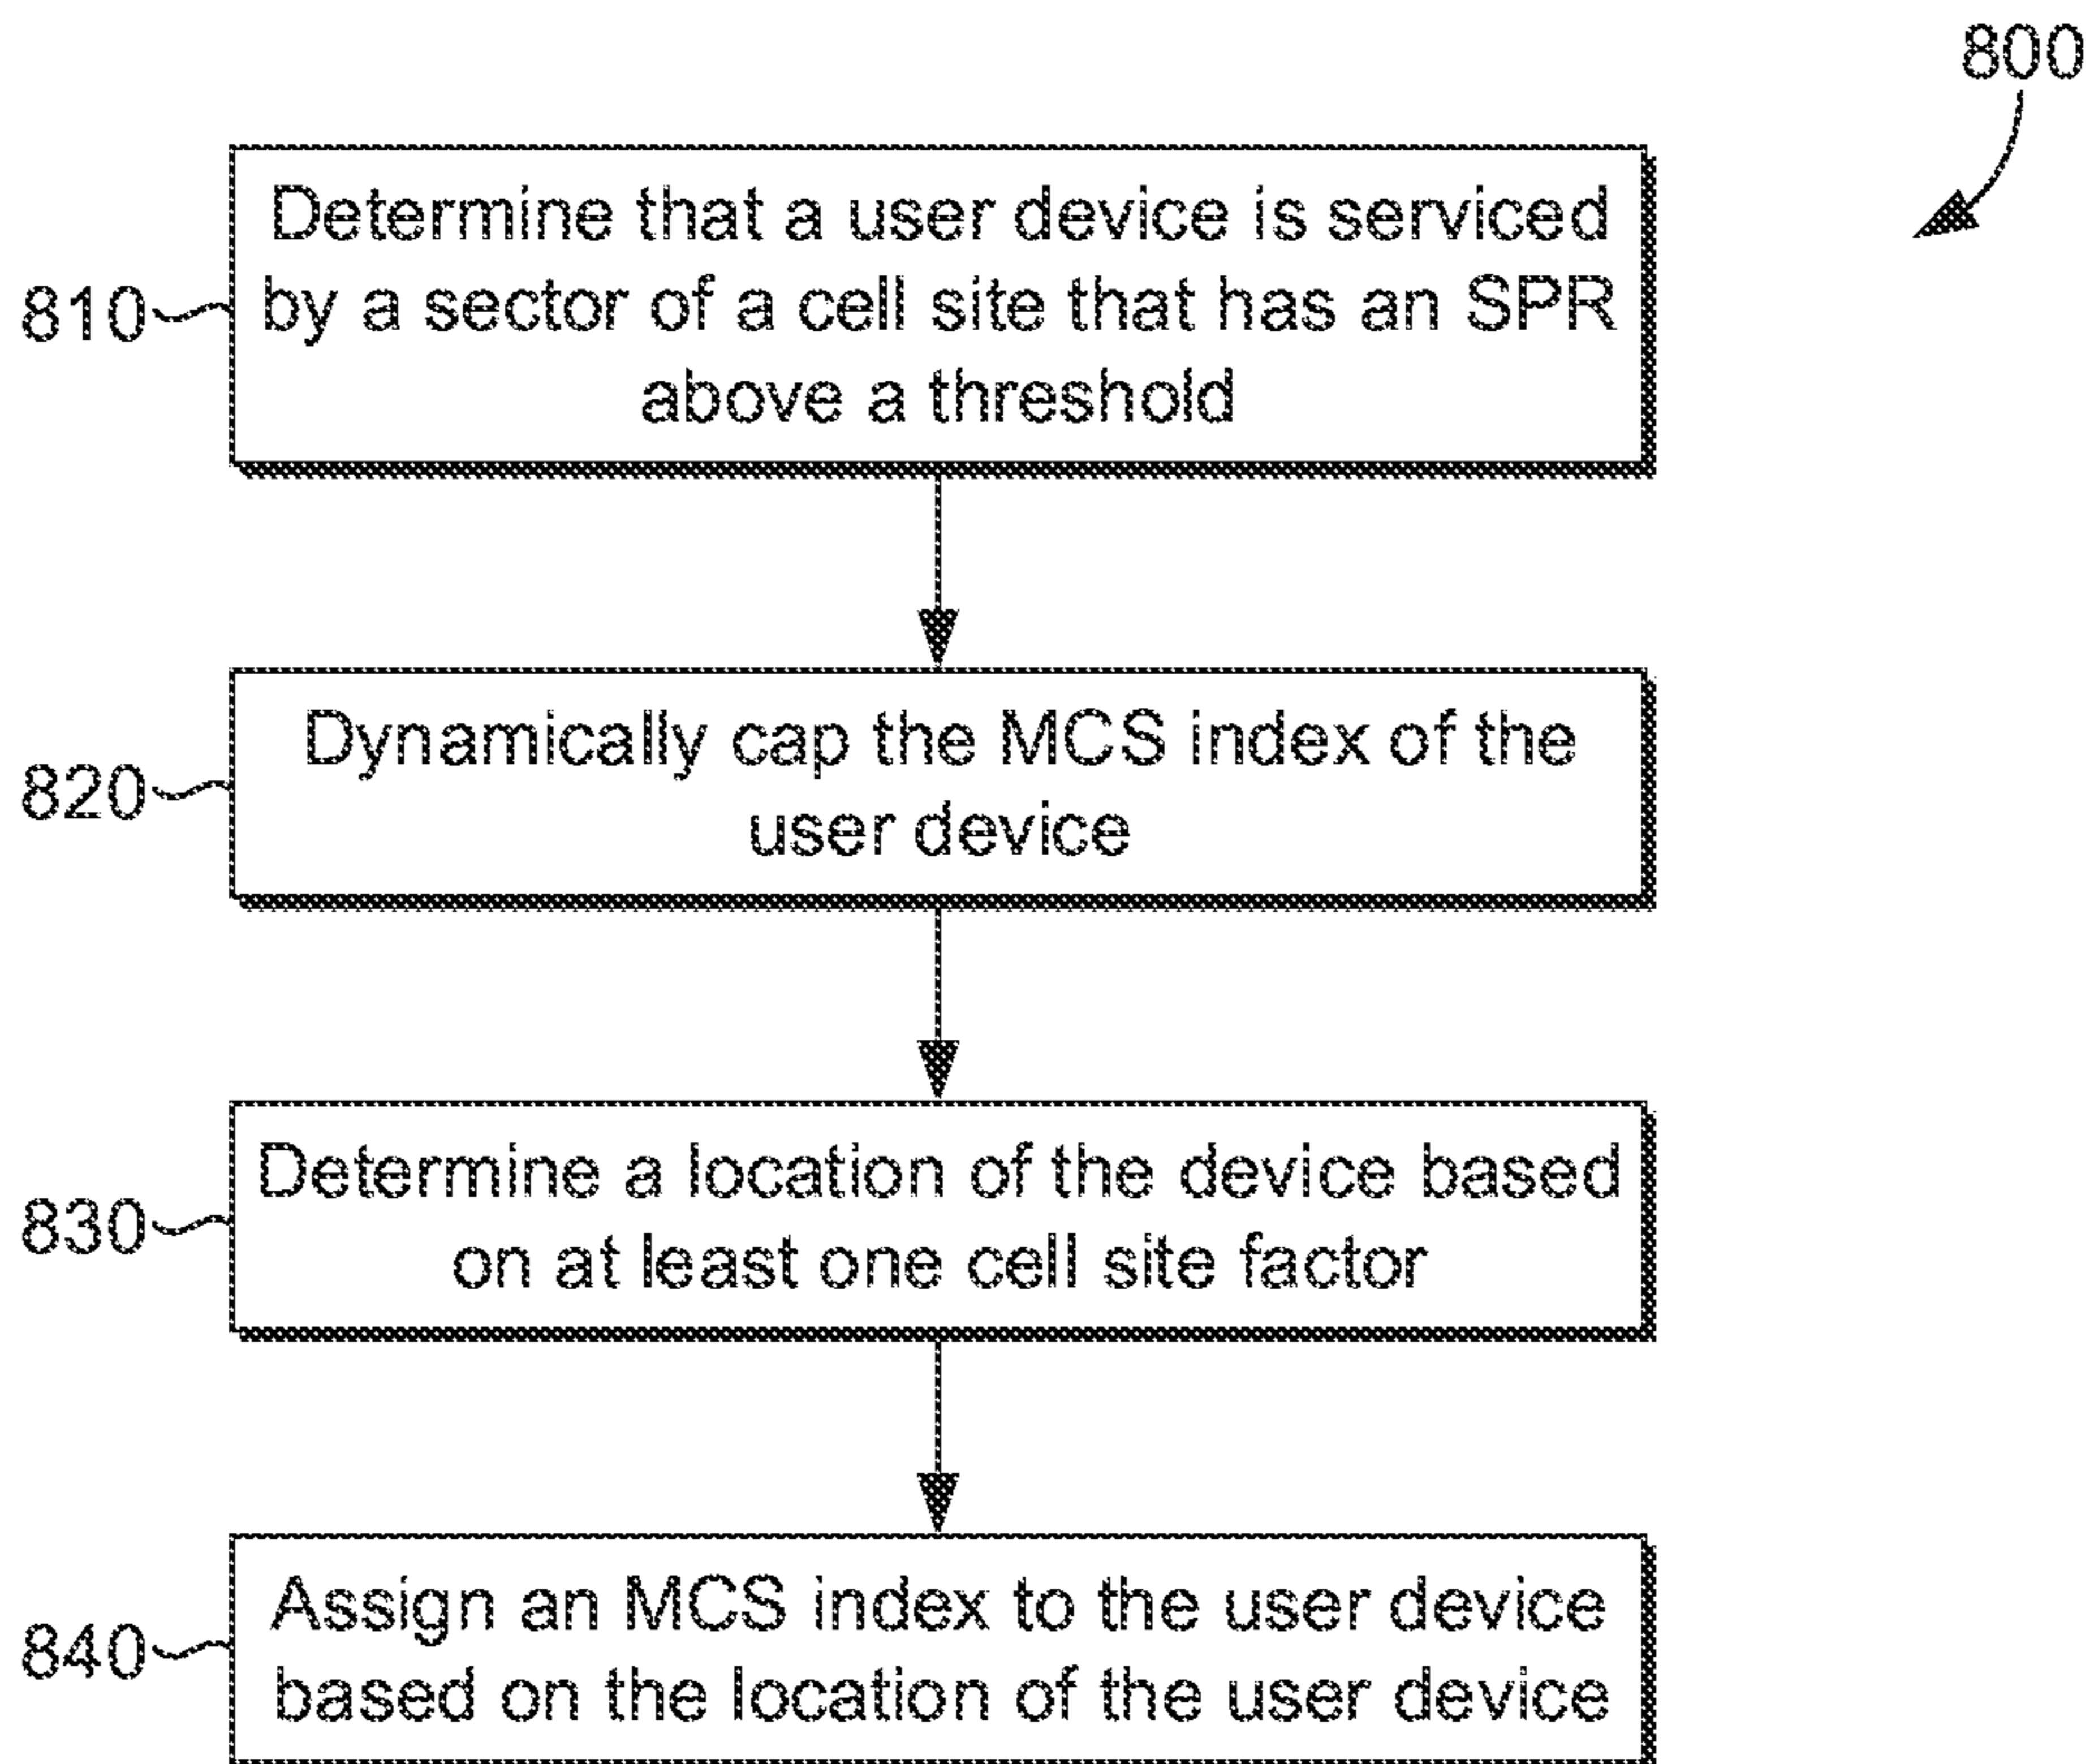 800
810
Determine that a user device is serviced
by a sector of a cell site that has an SPR
above a threshold
820
Dynamically cap the MCS index of the
user device
830
Determine a location of the device based
on at least one cell site factor
840
Assign an MCS index to the user device
based on the location of the user device